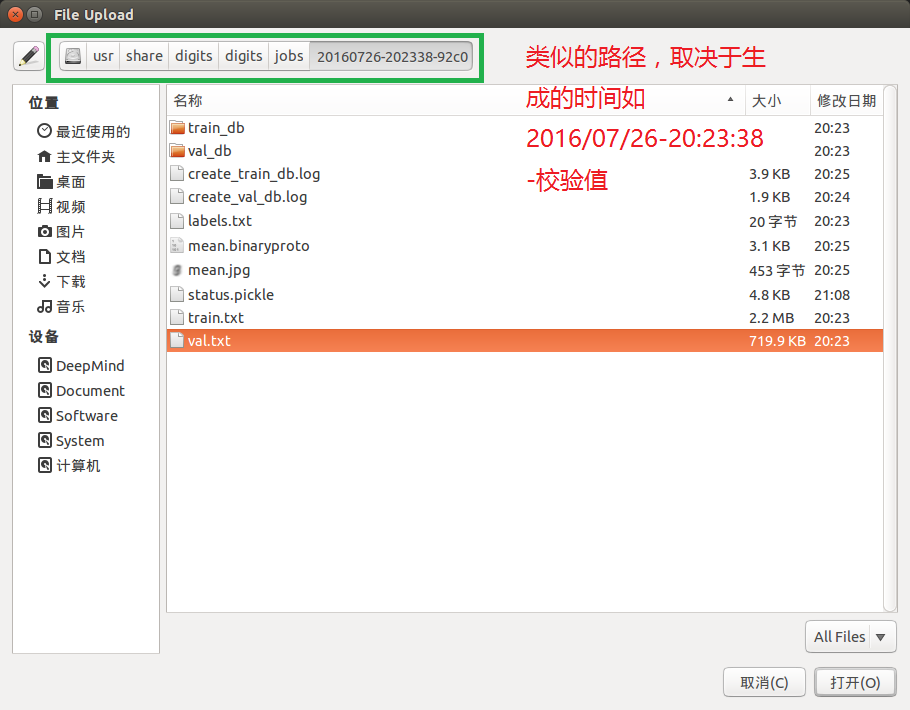 File Upload
usr share digits digits jobs 20160726-202338-92c0
类似的路径，取决于生
成的时间如
2016/07/26-20:23:38
-校验值
位置
最近使用的
主文件夹
桌面
视频
图片
文档
下载
音乐
设备
DeepMind
Document
Software
System
计算机
名称 大小 修改日期
train_db 20:23
val_db 20:23
create_train_db.log 3.9 KB 20:25
create_val_db.log 1.9 KB 20:24
labels.txt 20 字节 20:23
mean.binaryproto 3.1 KB 20:25
mean.jpg 453 字节 20:25
status.pickle 4.8 KB 21:08
train.txt 2.2 MB 20:23
val.txt 719.9 KB 20:23
All Files
取消(C) 打开(O)